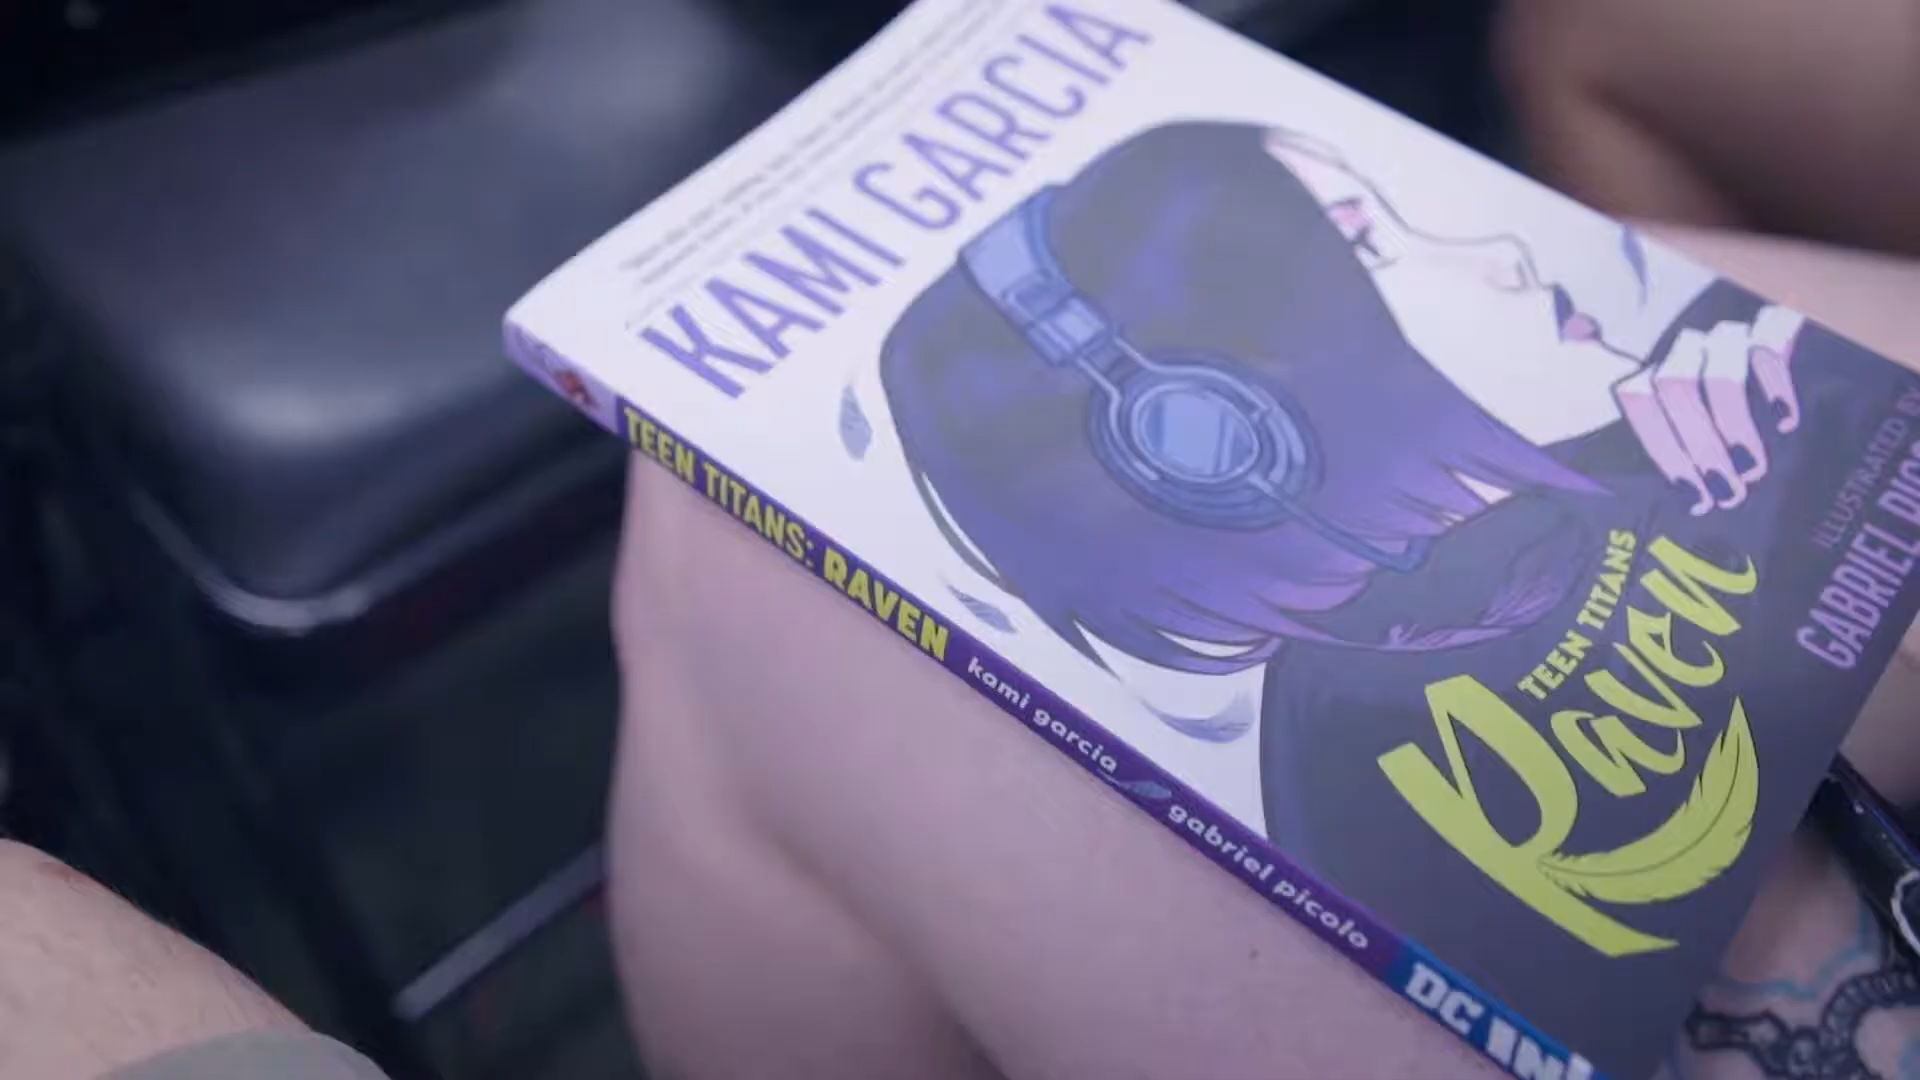 KAMI GARCIA
TEEN TITANS
Raven
ILLUSTRATED BY
GABRIEL
TEEN TITANS: RAVEN kami garcia gabriel picolo DC